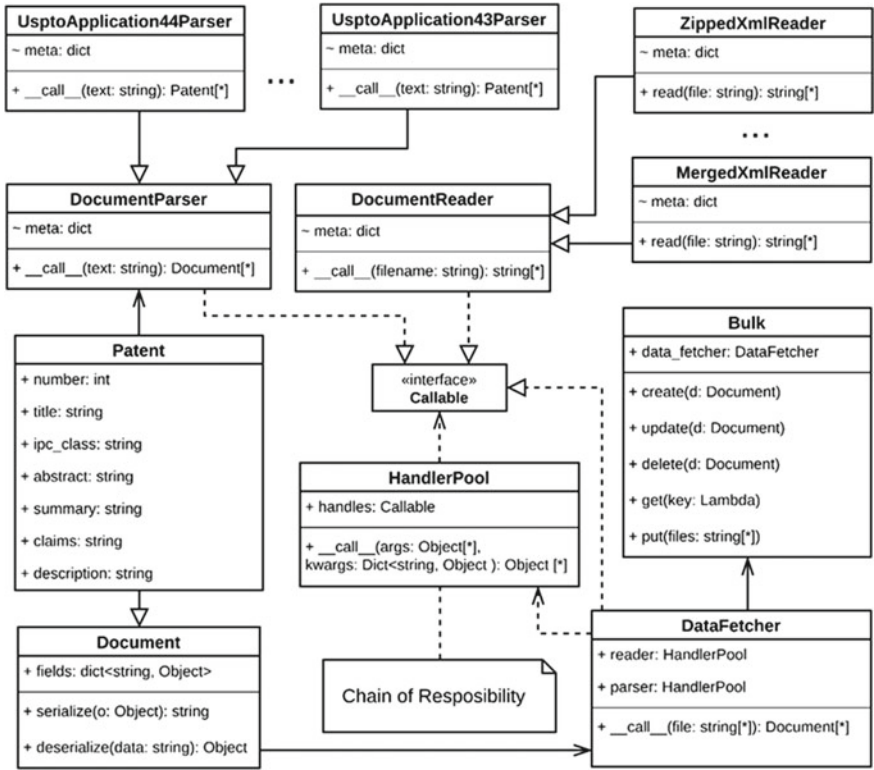 UsptoApplication44Parser
~ meta: dict
+ __call__(text: string): Patent[*]
...
UsptoApplication43Parser
~ meta: dict
+ __call__(text: string): Patent[*]
ZippedXmlReader
~ meta: dict
+ read(file: string): string[*]
...
MergedXmlReader
~ meta: dict
+ read(file: string): string[*]
DocumentParser
~ meta: dict
+ __call__(text: string): Document[*]
DocumentReader
~ meta: dict
+ __call__(filename: string): string[*]
Patent
+ number: int
+ title: string
+ ipc_class: string
+ abstract: string
+ summary: string
+ claims: string
+ description: string
«interface»
Callable
Bulk
+ data_fetcher: DataFetcher
+ create(d: Document)
+ update(d: Document)
+ delete(d: Document)
+ get(key: Lambda)
+ put(files: string[*])
HandlerPool
+ handles: Callable
+ __call__(args: Object[*],
kwargs: Dict<string, Object ): Object [*]
Document
+ fields: dict<string, Object>
+ serialize(o: Object): string
+ deserialize(data: string): Object
Chain of Resposibility
DataFetcher
+ reader: HandlerPool
+ parser: HandlerPool
+ __call__(file: string[*]): Document[*]